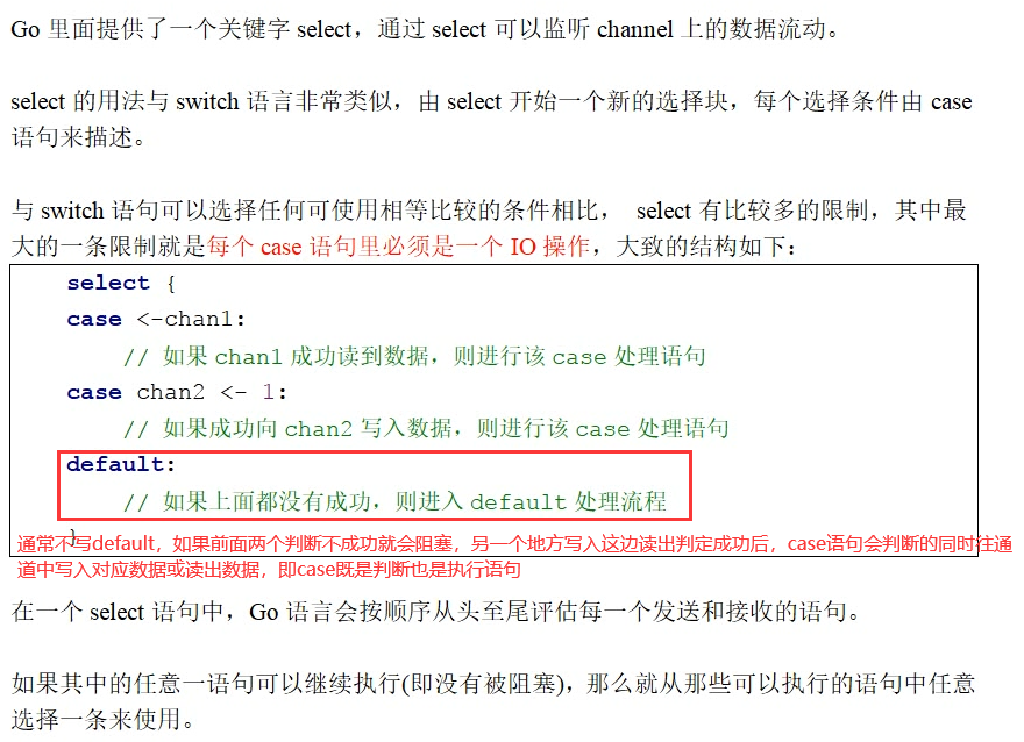 Go 里面提供了一个关键字 select，通过 select 可以监听 channel 上的数据流动。
select 的用法与 switch 语言非常类似，由 select 开始一个新的选择块，每个选择条件由 case
语句来描述。
与 switch 语句可以选择任何可使用相等比较的条件相比， select 有比较多的限制，其中最
大的一条限制就是每个 case 语句里必须是一个 IO 操作，大致的结构如下：
select {
case <-chan1:
// 如果 chan1 成功读到数据，则进行该 case 处理语句
case chan2 <- 1:
// 如果成功向 chan2 写入数据，则进行该 case 处理语句
default:
// 如果上面都没有成功，则进入 default 处理流程
}
通常不写default，如果前面两个判断不成功就会阻塞，另一个地方写入这边读出判定成功后，case语句会判断的同时往通
道中写入对应数据或读出数据，即case既是判断也是执行语句
在一个 select 语句中，Go 语言会按顺序从头至尾评估每一个发送和接收的语句。
如果其中的任意一语句可以继续执行(即没有被阻塞)，那么就从那些可以执行的语句中任意
选择一条来使用。